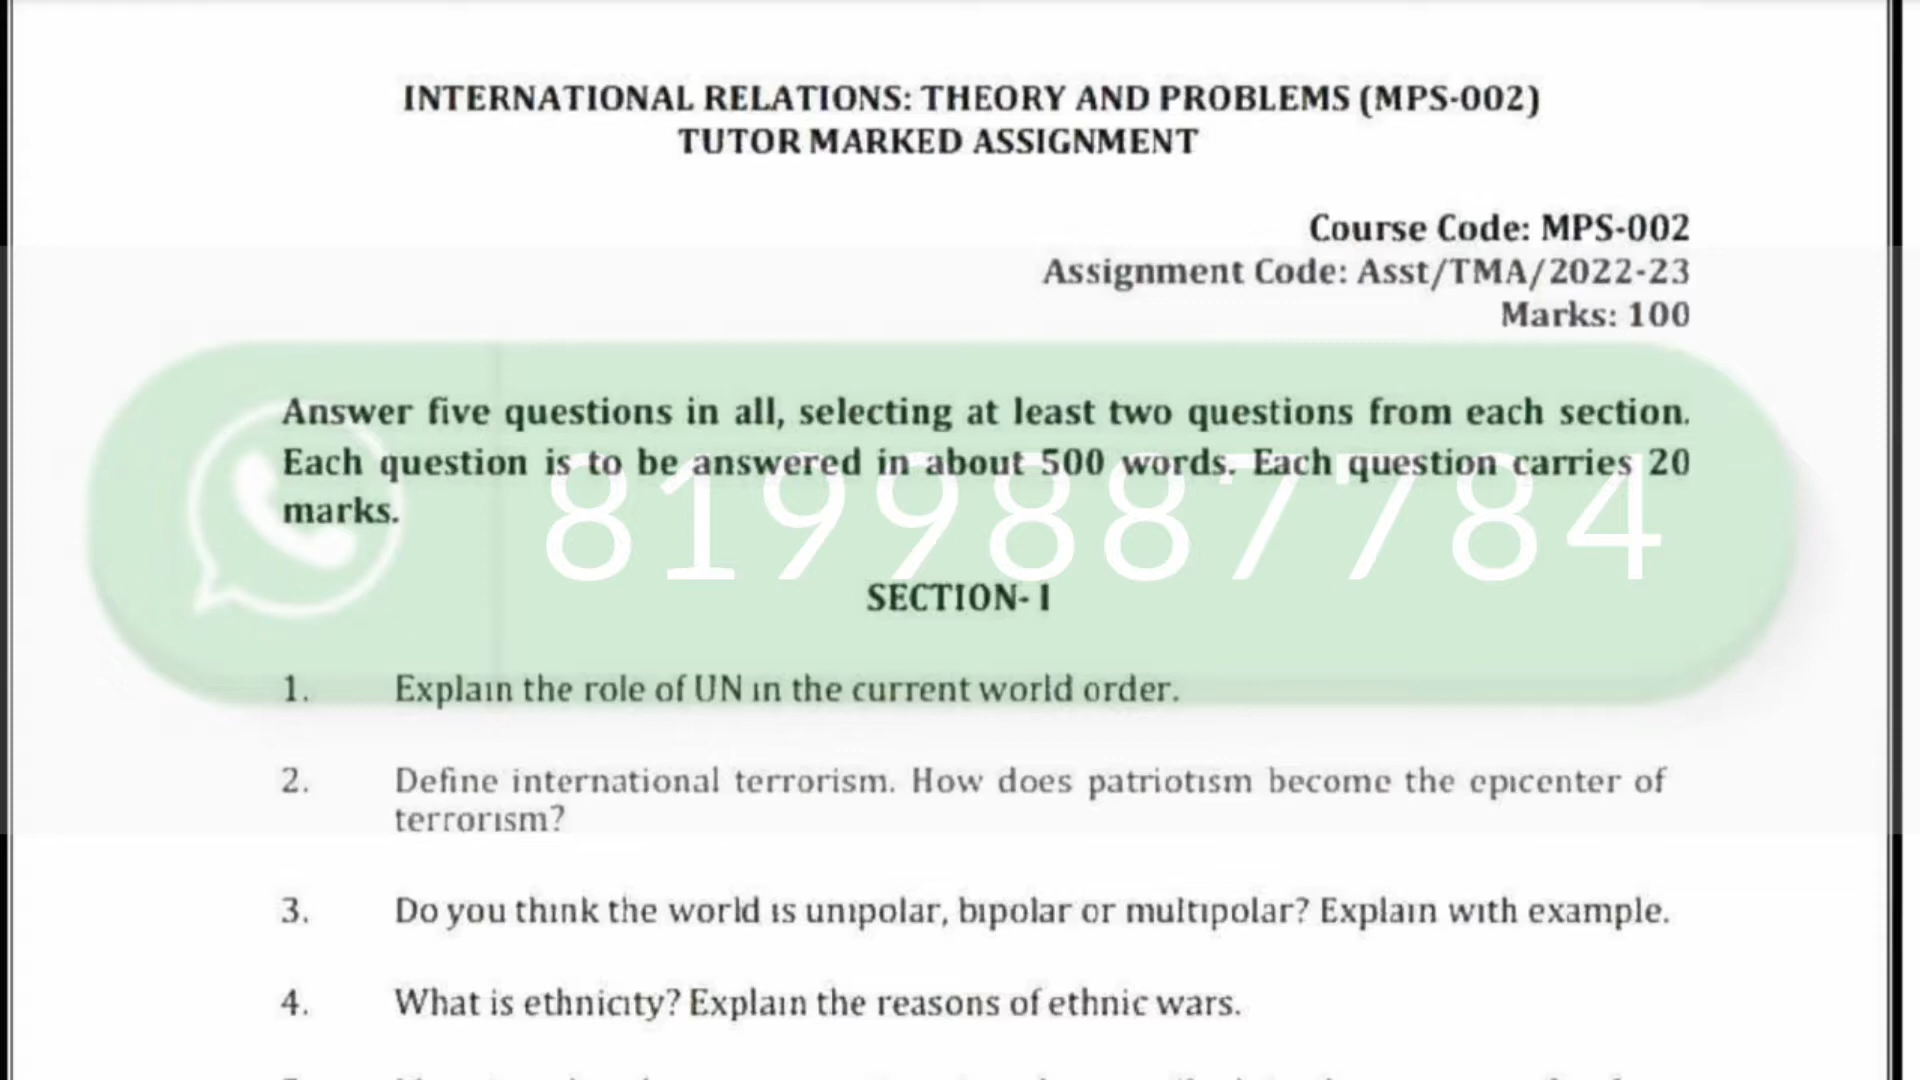 INTERNATIONAL RELATIONS: THEORY AND PROBLEMS (MPS-002)
TUTOR MARKED ASSIGNMENT
Course Code: MPS-002
Assignment Code: Asst/TMA/2022-23
Marks: 100
Answer five questions in all, selecting at least two questions from each section.
Each question is to be answered in about 500 words. Each question carries 20
marks.
8199887784
SECTION- I
1. Explain the role of UN in the current world order.
2. Define international terrorism. How does patriotism become the epicenter of
terrorism?
3. Do you think the world is unipolar, bipolar or multipolar? Explain with example.
4. What is ethnicity? Explain the reasons of ethnic wars.